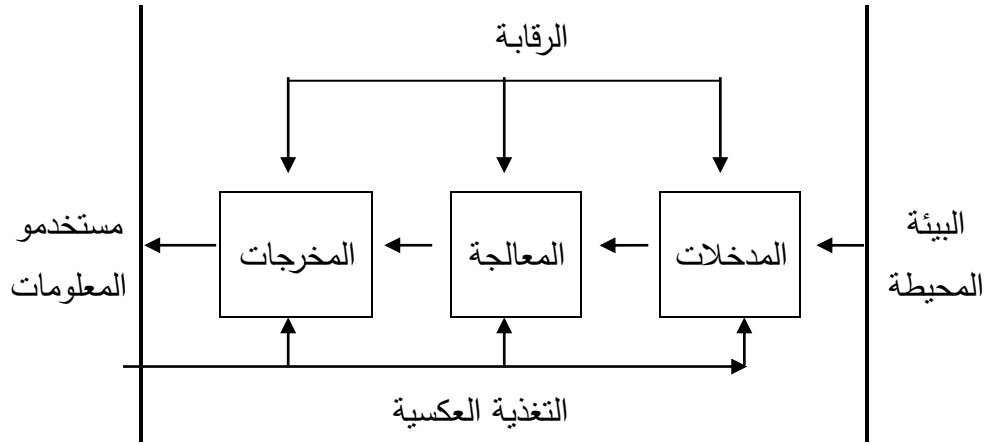 الرقابة
البيئة
المحيطة
المدخلات
المعالجة
المخرجات
مستخدمو
المعلومات
التغذية العكسية